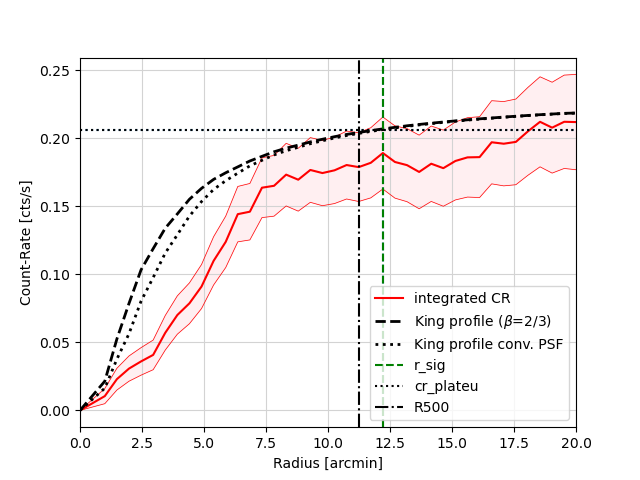 0.25
0.20
0.15
0.10
0.05
0.00
Count-Rate [cts/s]
integrated CR
King profile (β=2/3)
King profile conv. PSF
r_sig
cr_plateu
R500
0.0 2.5 5.0 7.5 10.0 12.5 15.0 17.5 20.0
Radius [arcmin]